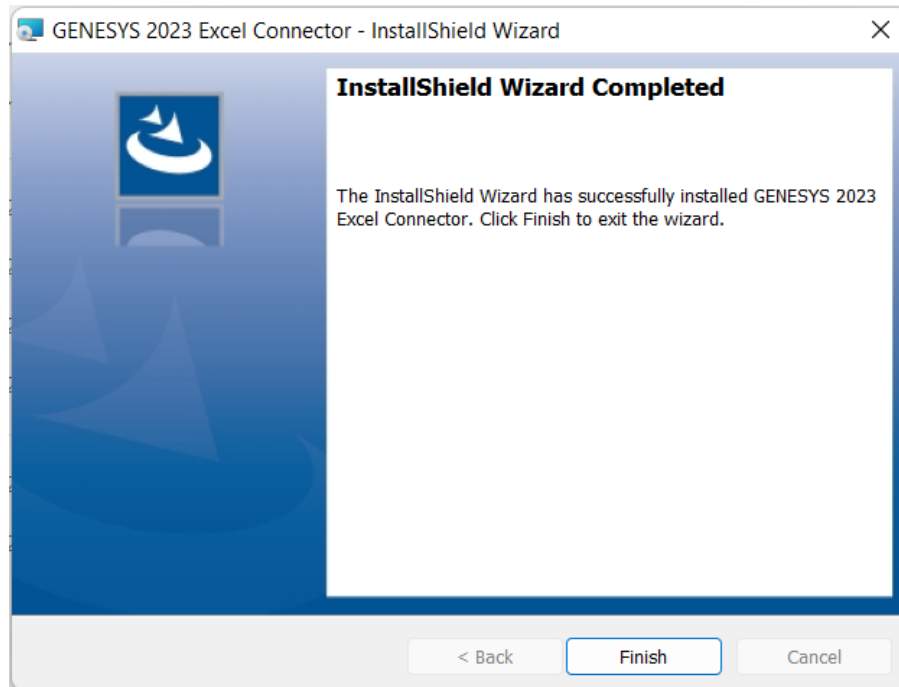 GENESYS 2023 Excel Connector - InstallShield Wizard
InstallShield Wizard Completed
The InstallShield Wizard has successfully installed GENESYS 2023
Excel Connector. Click Finish to exit the wizard.
< Back
Finish
Cancel